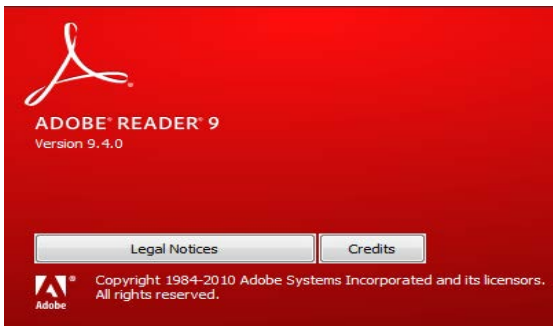 ADOBE® READER® 9
Version 9.4.0
Legal Notices
Credits
Copyright 1984-2010 Adobe Systems Incorporated and its licensors.
All rights reserved.
Adobe